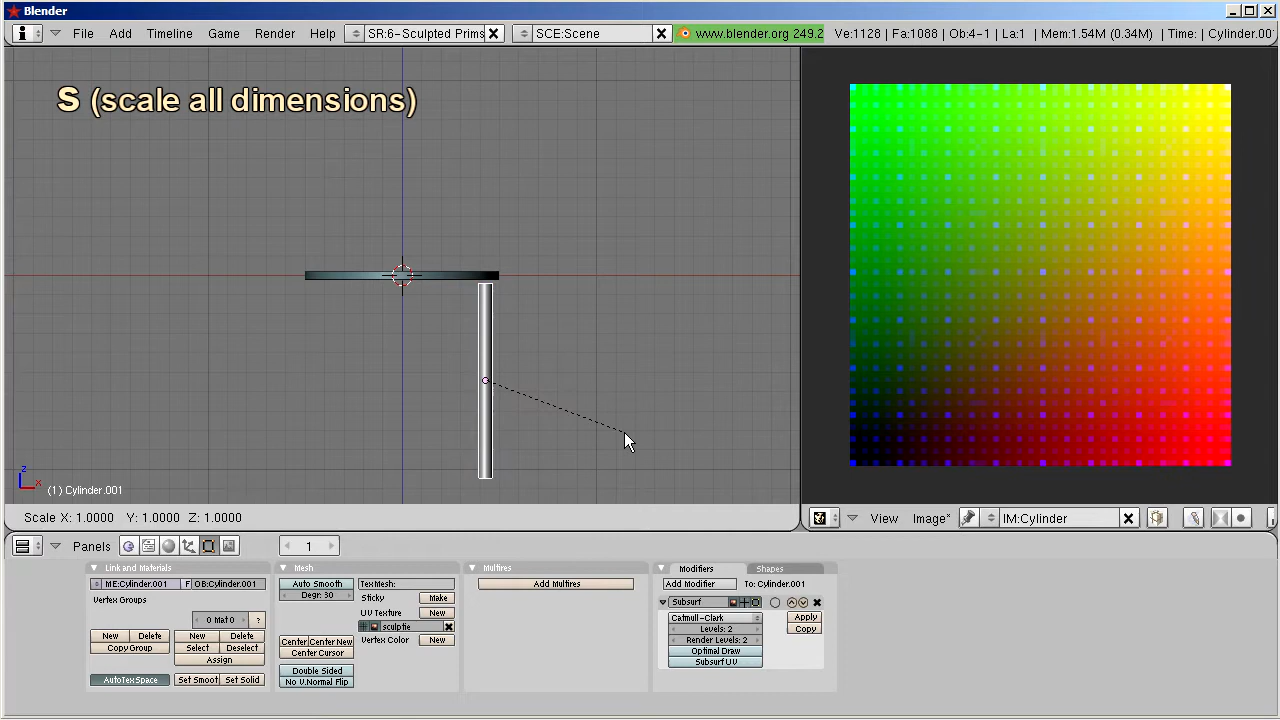 Blender
File Add Timeline Game Render Help SR:6-Sculpted Prims SCE:Scene www.blender.org 249.2 Ve:1128 | Fa:1088 | Ob:4-1 | La:1 | Mem:1.54M (0.34M) | Time: | Cylinder.00
S (scale all dimensions)
z
x
(1) Cylinder.001
Scale X: 1.0000 Y: 1.0000 Z: 1.0000
View Image* IM:Cylinder
Panels 1
Link and Materials Mesh Multires Modifiers Shapes
ME:Cylinder.001 F OB:Cylinder.001 Auto Smooth TexMesh: Add Multires Add Modifier To: Cylinder.001
Degr: 30 Sticky Make
Vertex Groups Subsurf
0 Mat 0 ? UV Texture New Catmull-Clark Apply
sculptie Levels: 2 Copy
New Delete New Delete Center Center New Vertex Color New Render Levels: 2
Copy Group Select Deselect Center Cursor Optimal Draw
Assign Subsurf UV
Double Sided
AutoTexSpace Set Smoot Set Solid No V.Normal Flip